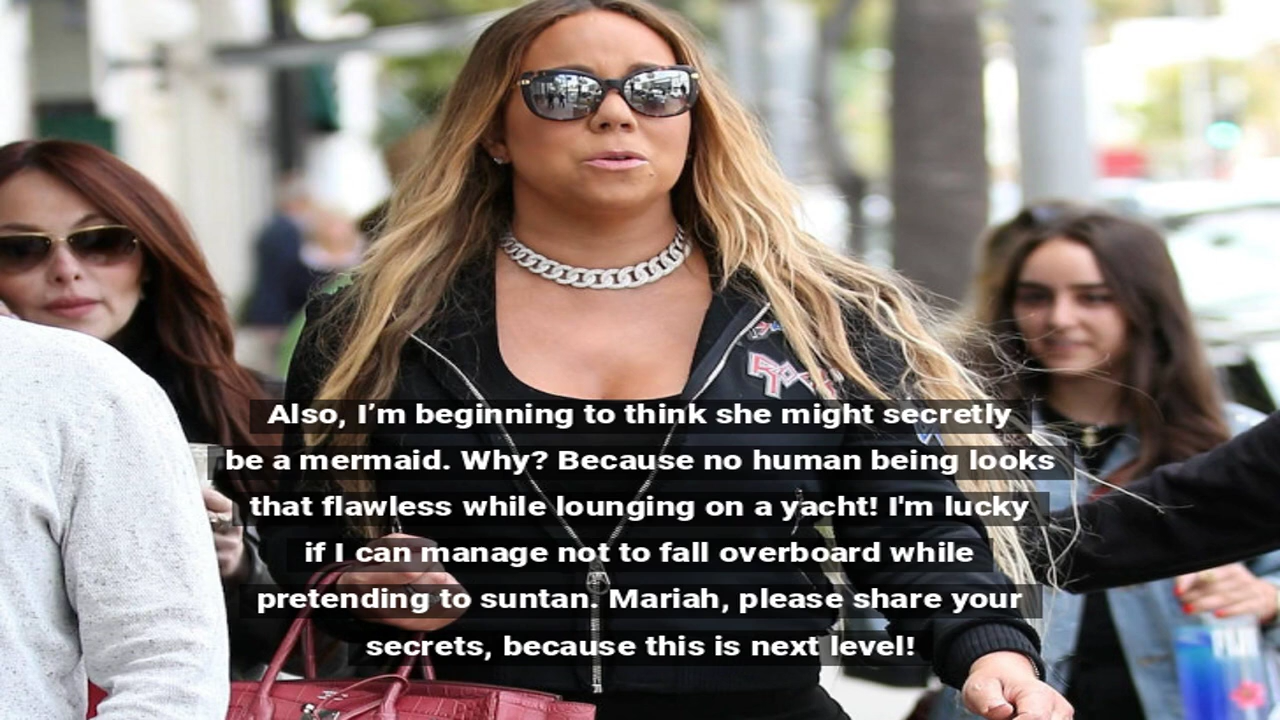 Also, I’m beginning to think she might secretly
be a mermaid. Why? Because no human being looks
that flawless while lounging on a yacht! I'm lucky
if I can manage not to fall overboard while
pretending to suntan. Mariah, please share your
secrets, because this is next level!